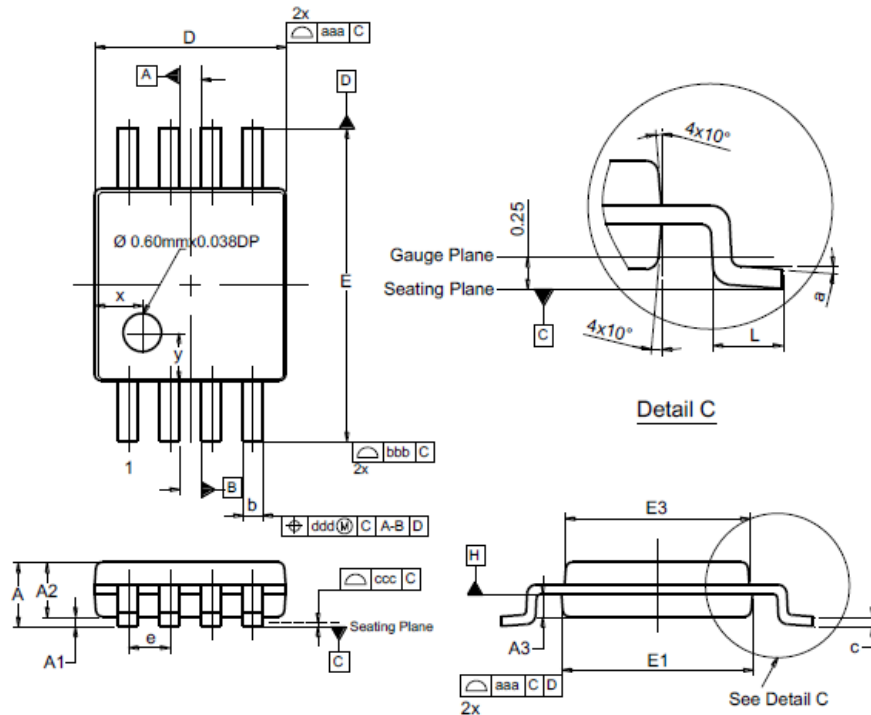 2x
aaa C
D
A
D
4x10°
Ø 0.60mmx0.038DP
0.25
Gauge Plane
Seating Plane
E
x
y
a
C
4x10°
L
Detail C
bbb C
2x
1
B
b
ddd Ⓜ C A-B D
E3
H
ccc C
A
A2
Seating Plane
A1
e
C
A3
E1
c
aaa C D
2x
See Detail C